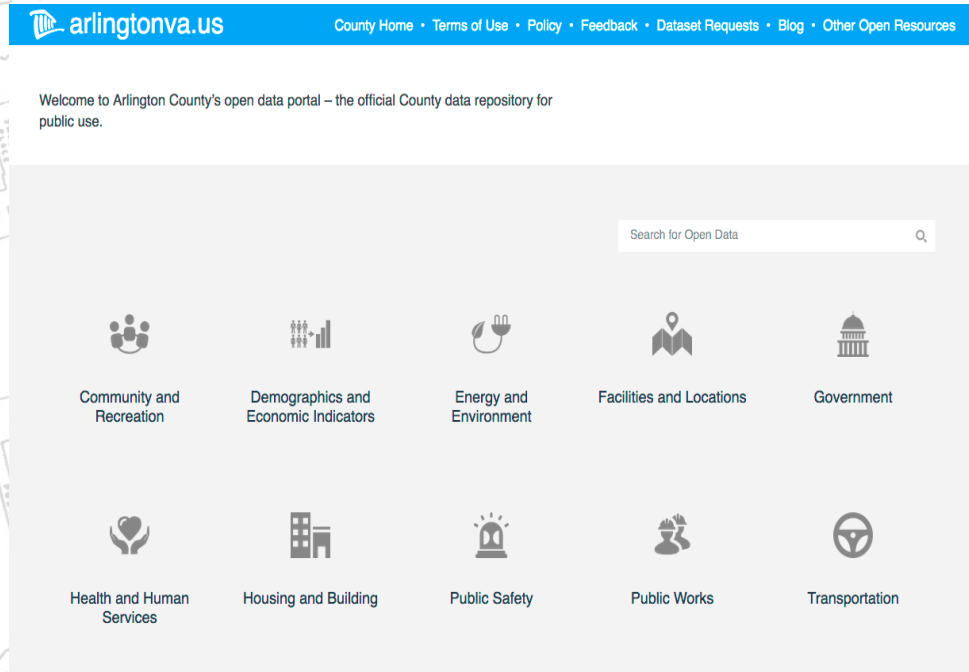 arlingtonva.us
County Home • Terms of Use • Policy • Feedback • Dataset Requests • Blog • Other Open Resources
Welcome to Arlington County's open data portal – the official County data repository for
public use.
Search for Open Data
Community and
Recreation
Demographics and
Economic Indicators
Energy and
Environment
Facilities and Locations
Government
Health and Human
Services
Housing and Building
Public Safety
Public Works
Transportation